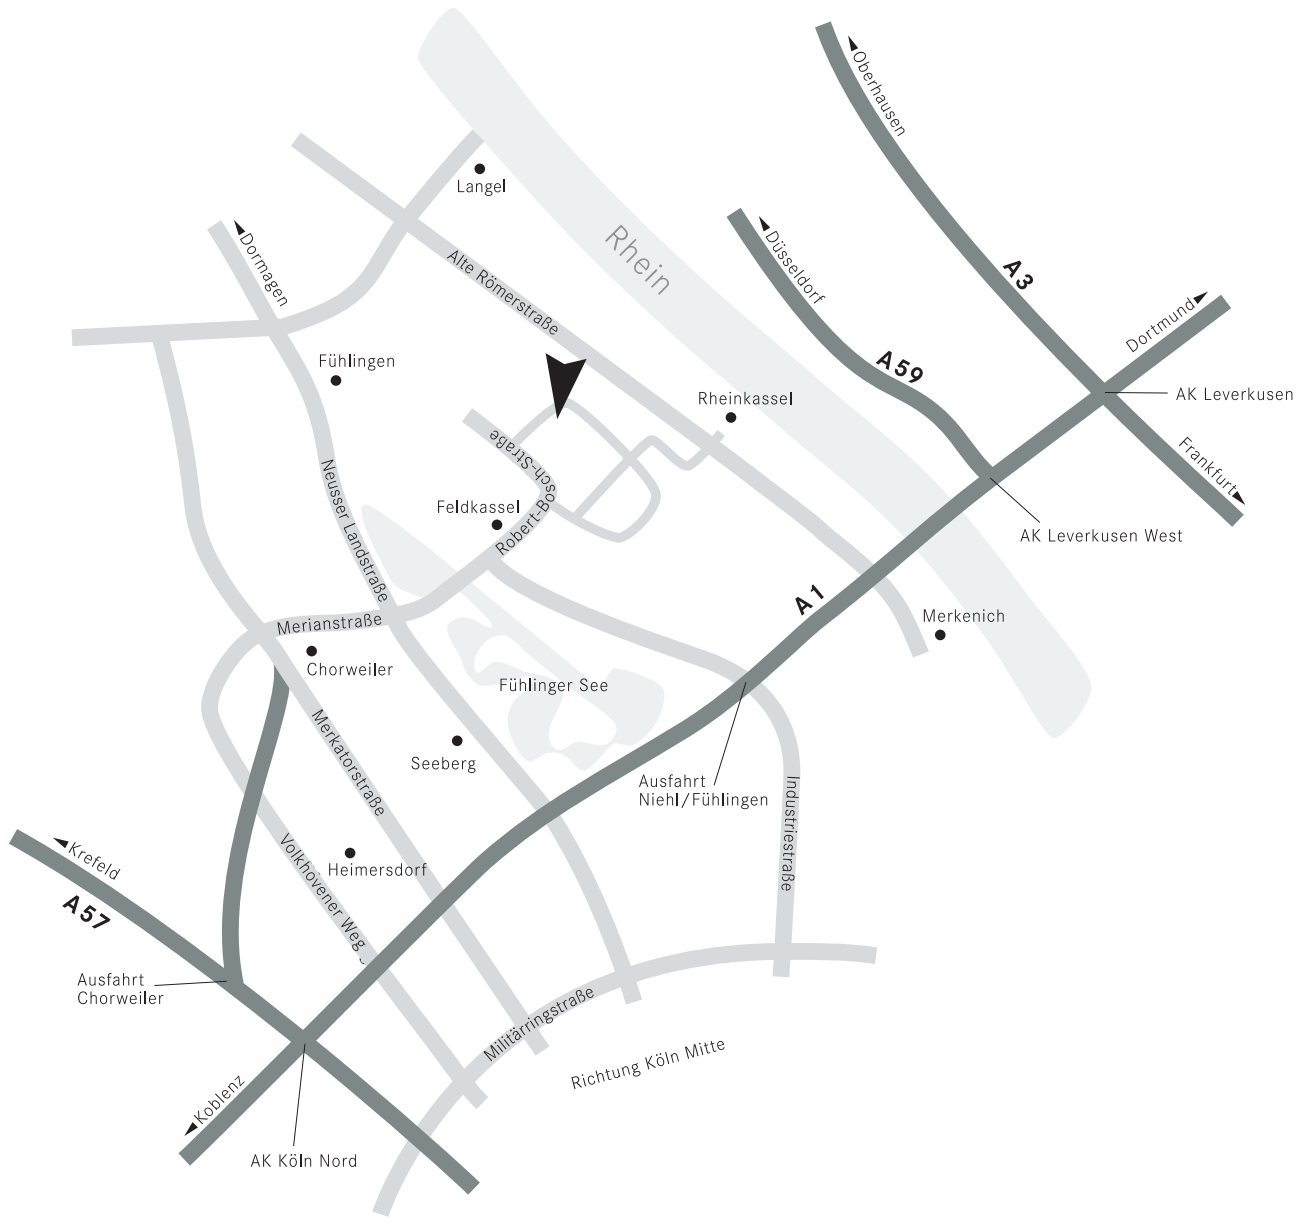 Oberhausen
Langel
Rhein
Düsseldorf
Dormagen
Alte Römerstraße
A3
Dortmund
Fühlingen
A59
AK Leverkusen
Rheinkassel
Robert-Bosch-Straße
Neusser Landstraße
Frankfurt
Feldkassel
AK Leverkusen West
A1
Merkenich
Merianstraße
Chorweiler
Fühlinger See
Merkatorstraße
Seeberg
Ausfahrt
Niehl/Fühlingen
Industriestraße
Krefeld
A57
Volkhovener Weg
Heimersdorf
Ausfahrt
Chorweiler
Militärringstraße
Richtung Köln Mitte
Koblenz
AK Köln Nord